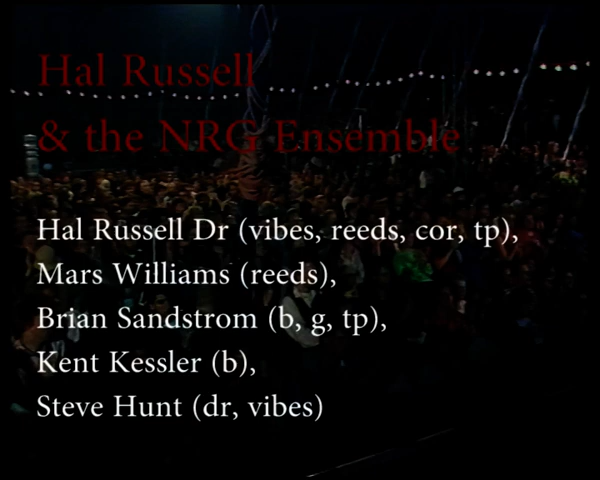 Hal Russell
& the NRG Ensemble
Hal Russell Dr (vibes, reeds, cor, tp),
Mars Williams (reeds),
Brian Sandstrom (b, g, tp),
Kent Kessler (b),
Steve Hunt (dr, vibes)